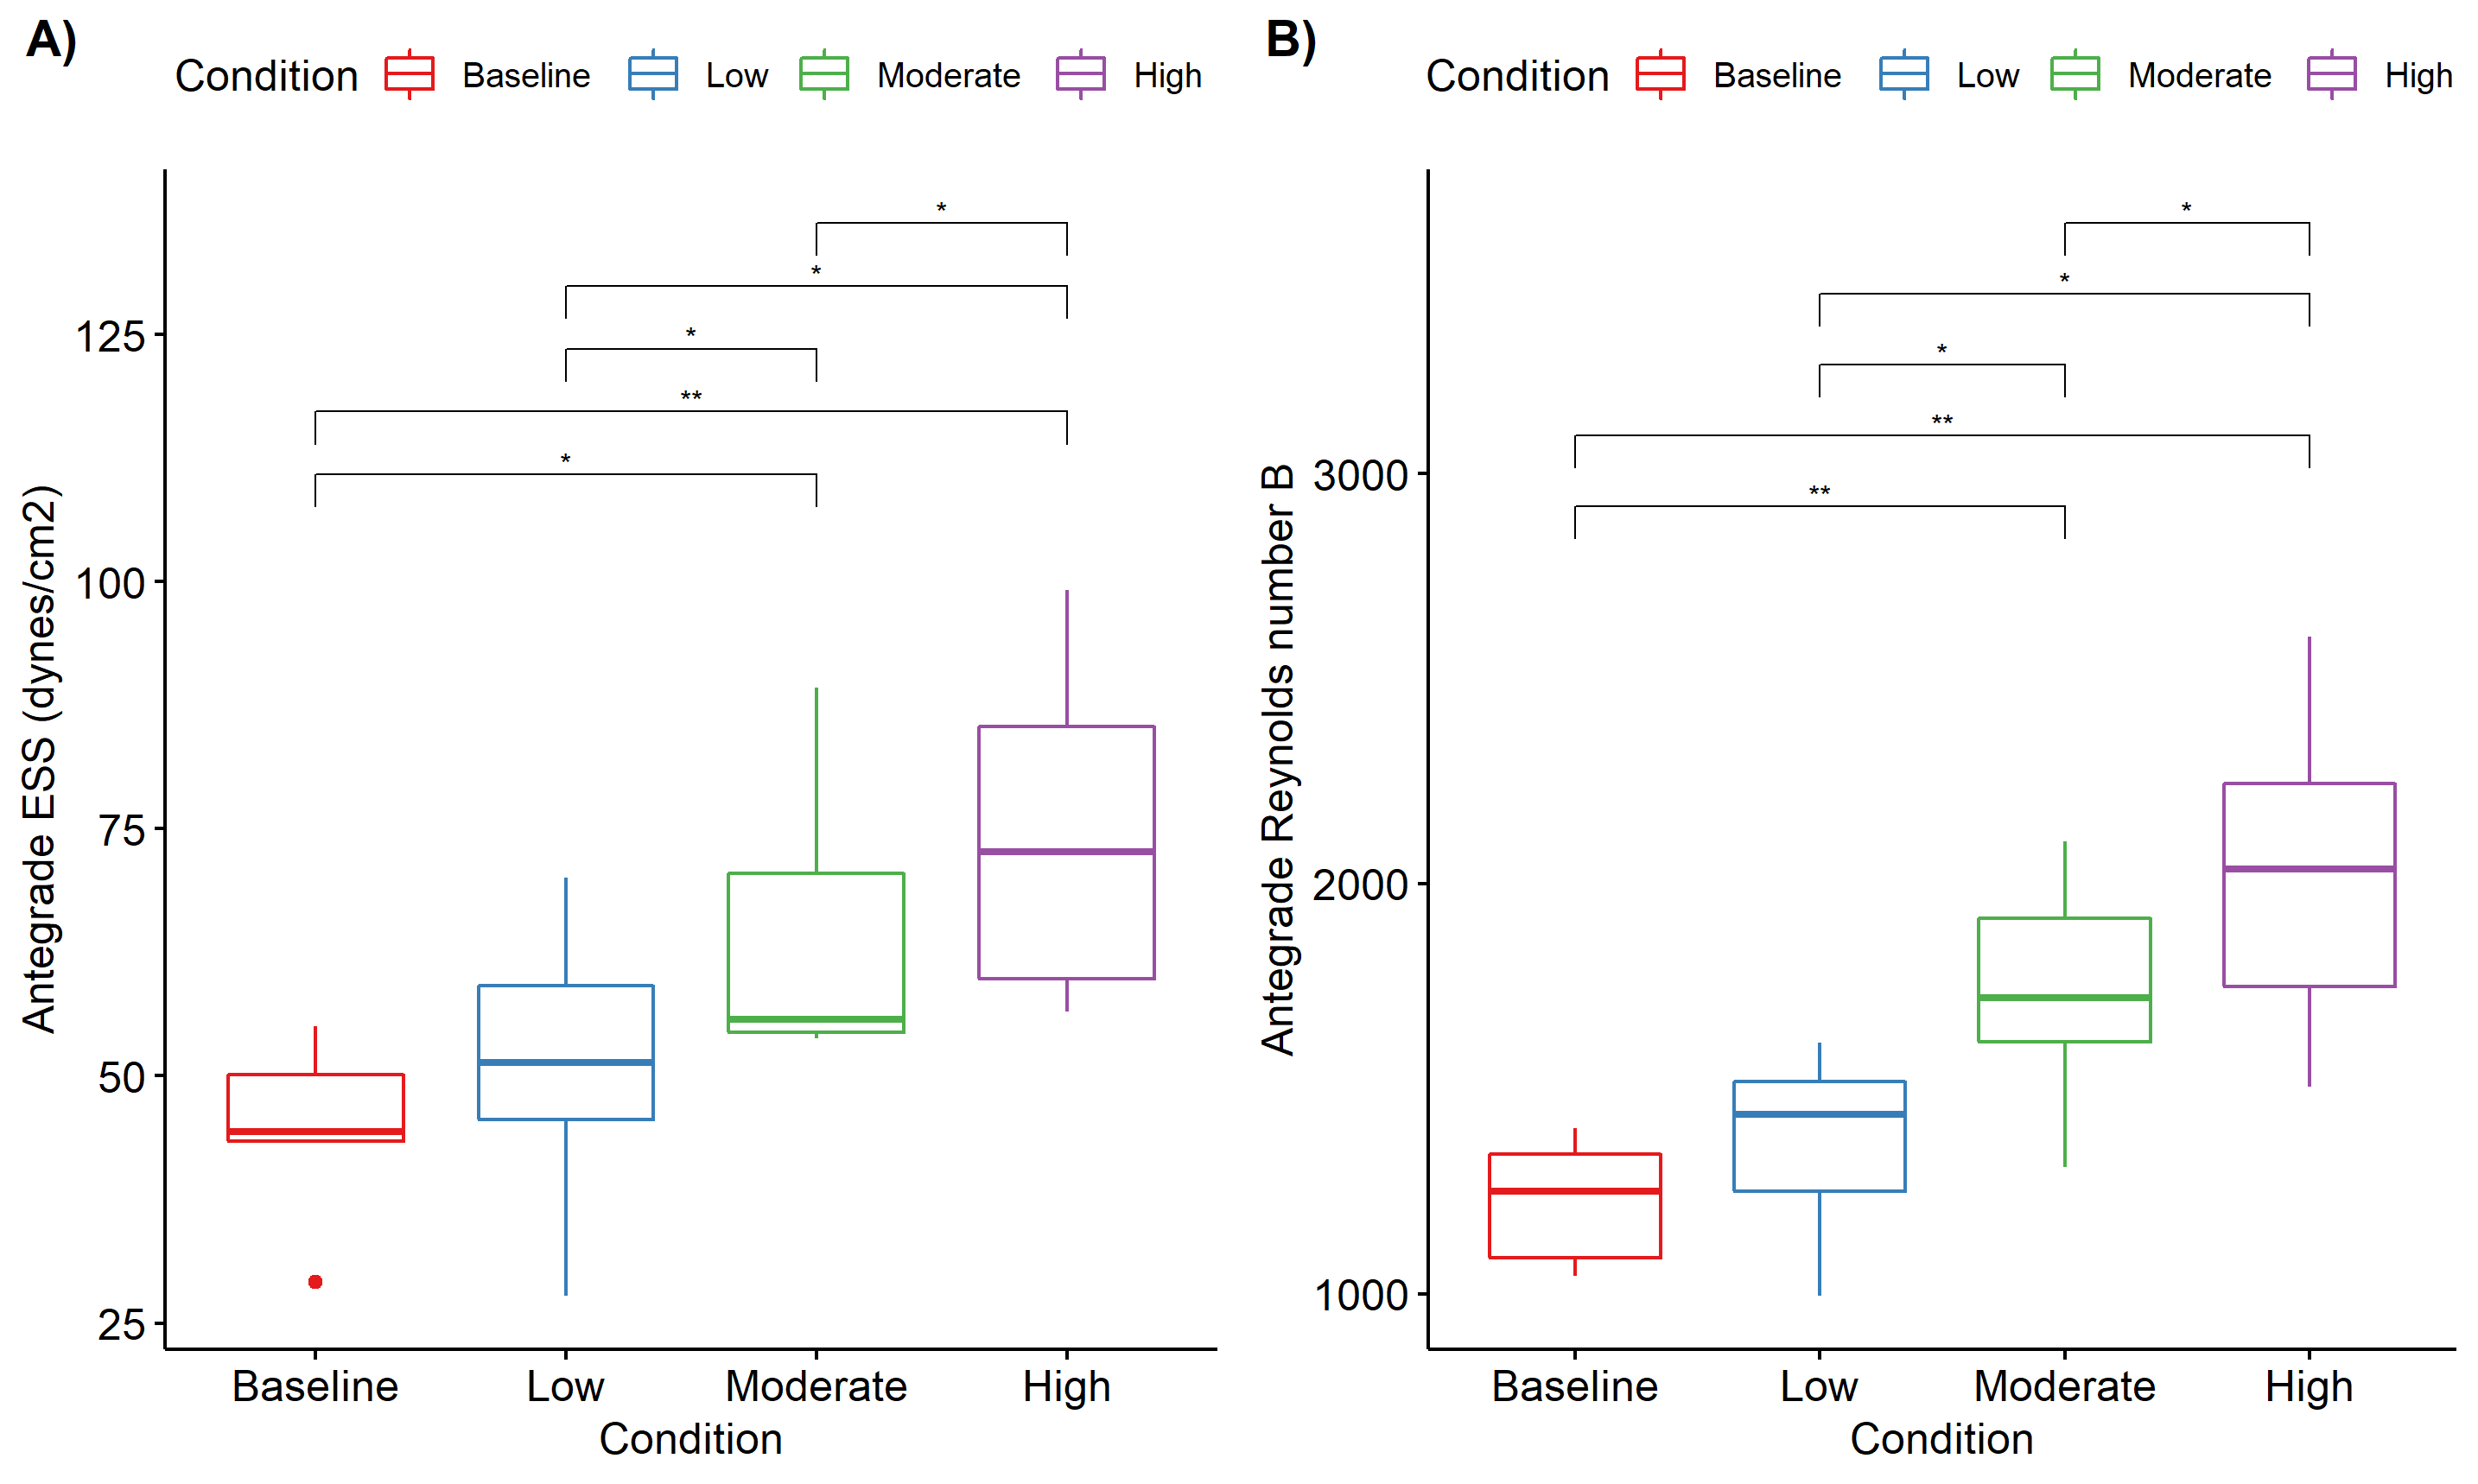 A)
Condition Baseline Low Moderate High
*
*
*
**
*
125
100
75
50
25
Antegrade ESS (dynes/cm2)
Baseline Low Moderate High
Condition
B)
Condition Baseline Low Moderate High
*
*
*
**
**
3000
2000
1000
Antegrade Reynolds number B
Baseline Low Moderate High
Condition